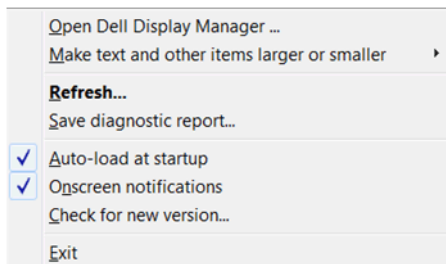 Open Dell Display Manager ...
Make text and other items larger or smaller
Refresh...
Save diagnostic report...
Auto-load at startup
Onscreen notifications
Check for new version...
Exit